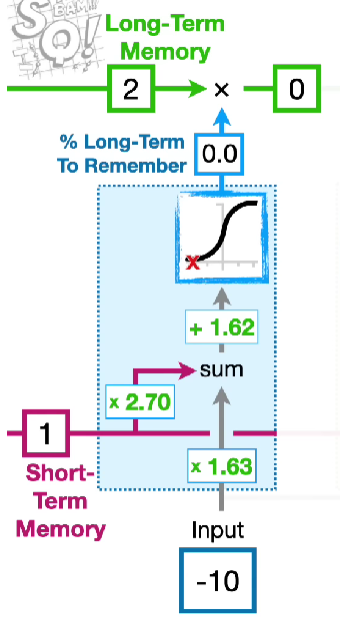 S
BAM!!
Q!
Long-Term
Memory
2
×
0
% Long-Term
To Remember
0.0
x
+ 1.62
sum
x 2.70
1
x 1.63
Short-
Term
Memory
Input
-10